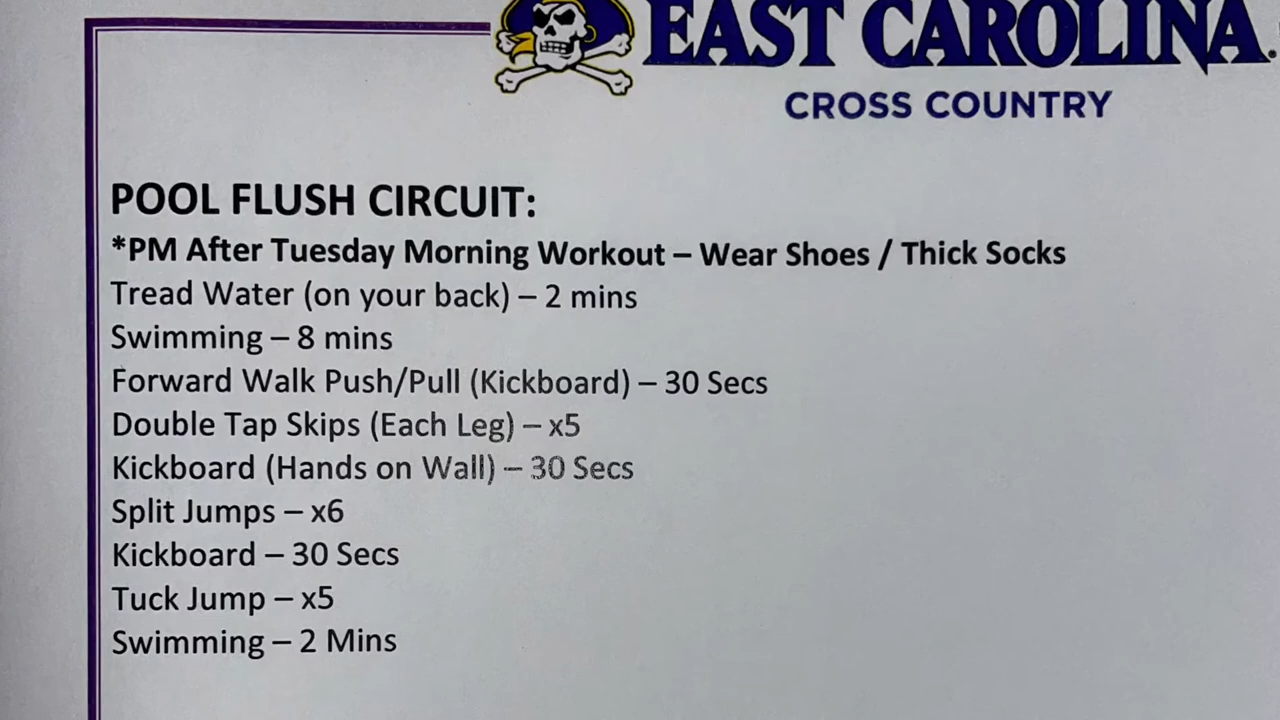 EAST CAROLINA
CROSS COUNTRY
POOL FLUSH CIRCUIT:
*PM After Tuesday Morning Workout – Wear Shoes / Thick Socks
Tread Water (on your back) – 2 mins
Swimming – 8 mins
Forward Walk Push/Pull (Kickboard) – 30 Secs
Double Tap Skips (Each Leg) – x5
Kickboard (Hands on Wall) – 30 Secs
Split Jumps – x6
Kickboard – 30 Secs
Tuck Jump – x5
Swimming – 2 Mins